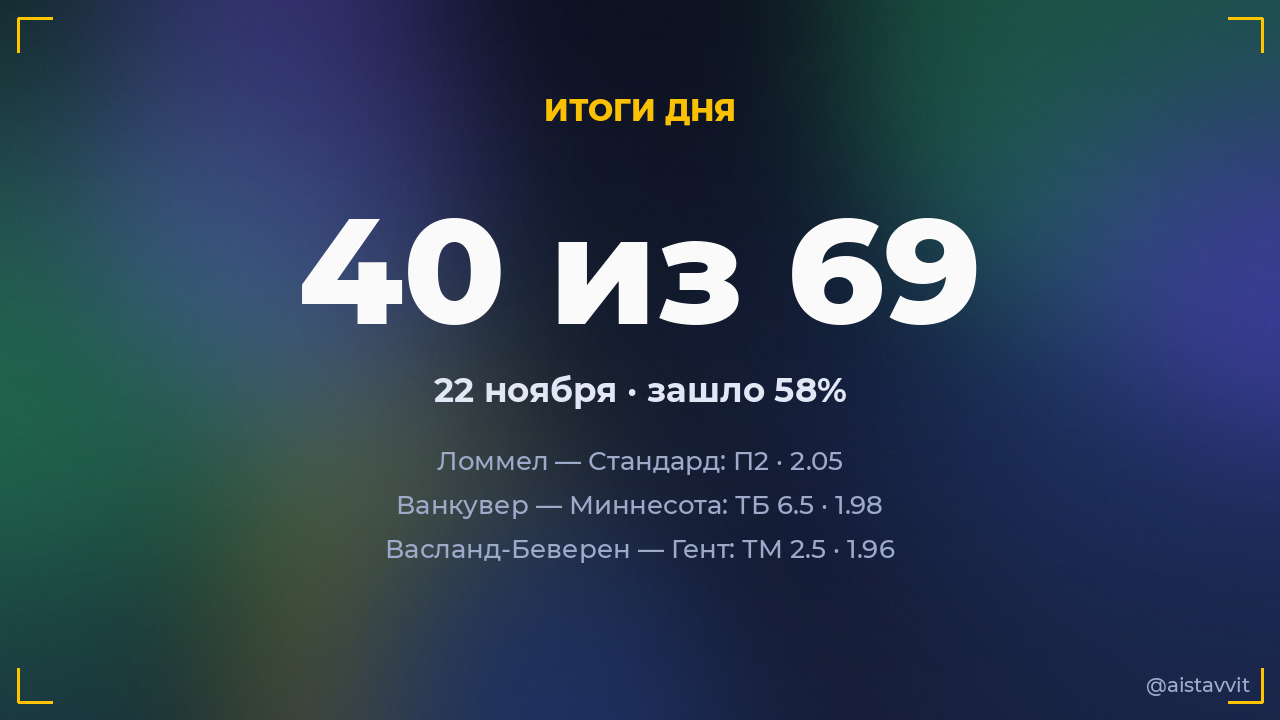 ИТОГИ ДНЯ
40 из 69
22 ноября · зашло 58%
Ломмел — Стандард: П2 · 2.05
Ванкувер — Миннесота: ТБ 6.5 · 1.98
Васланд-Беверен — Гент: ТМ 2.5 · 1.96
@aistavvit